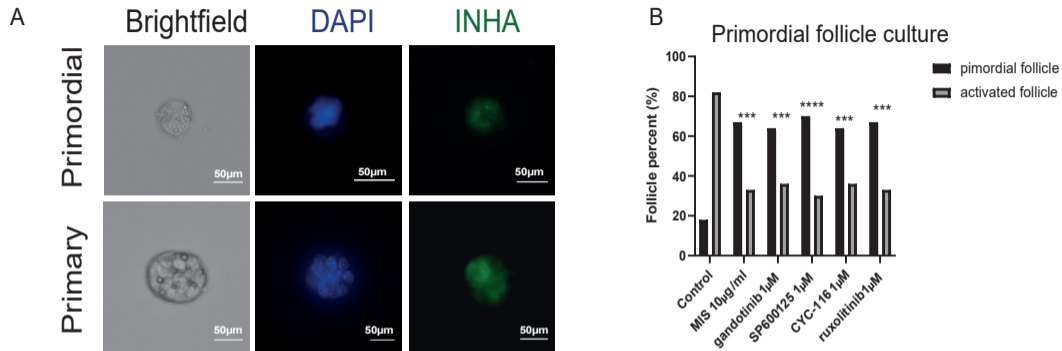 A
Brightfield
DAPI
INHA
Primordial
50μm
50μm
50μm
Primary
50μm
50μm
50μm
B
Primordial follicle culture
pimordial follicle
activated follicle
Follicle percent (%)
100
80
60
40
20
0
***
***
****
***
***
Control
MIS 10μg/ml
gandotinib 1μM
SP600125 1μM
CYC-116 1μM
ruxolitinib1μM